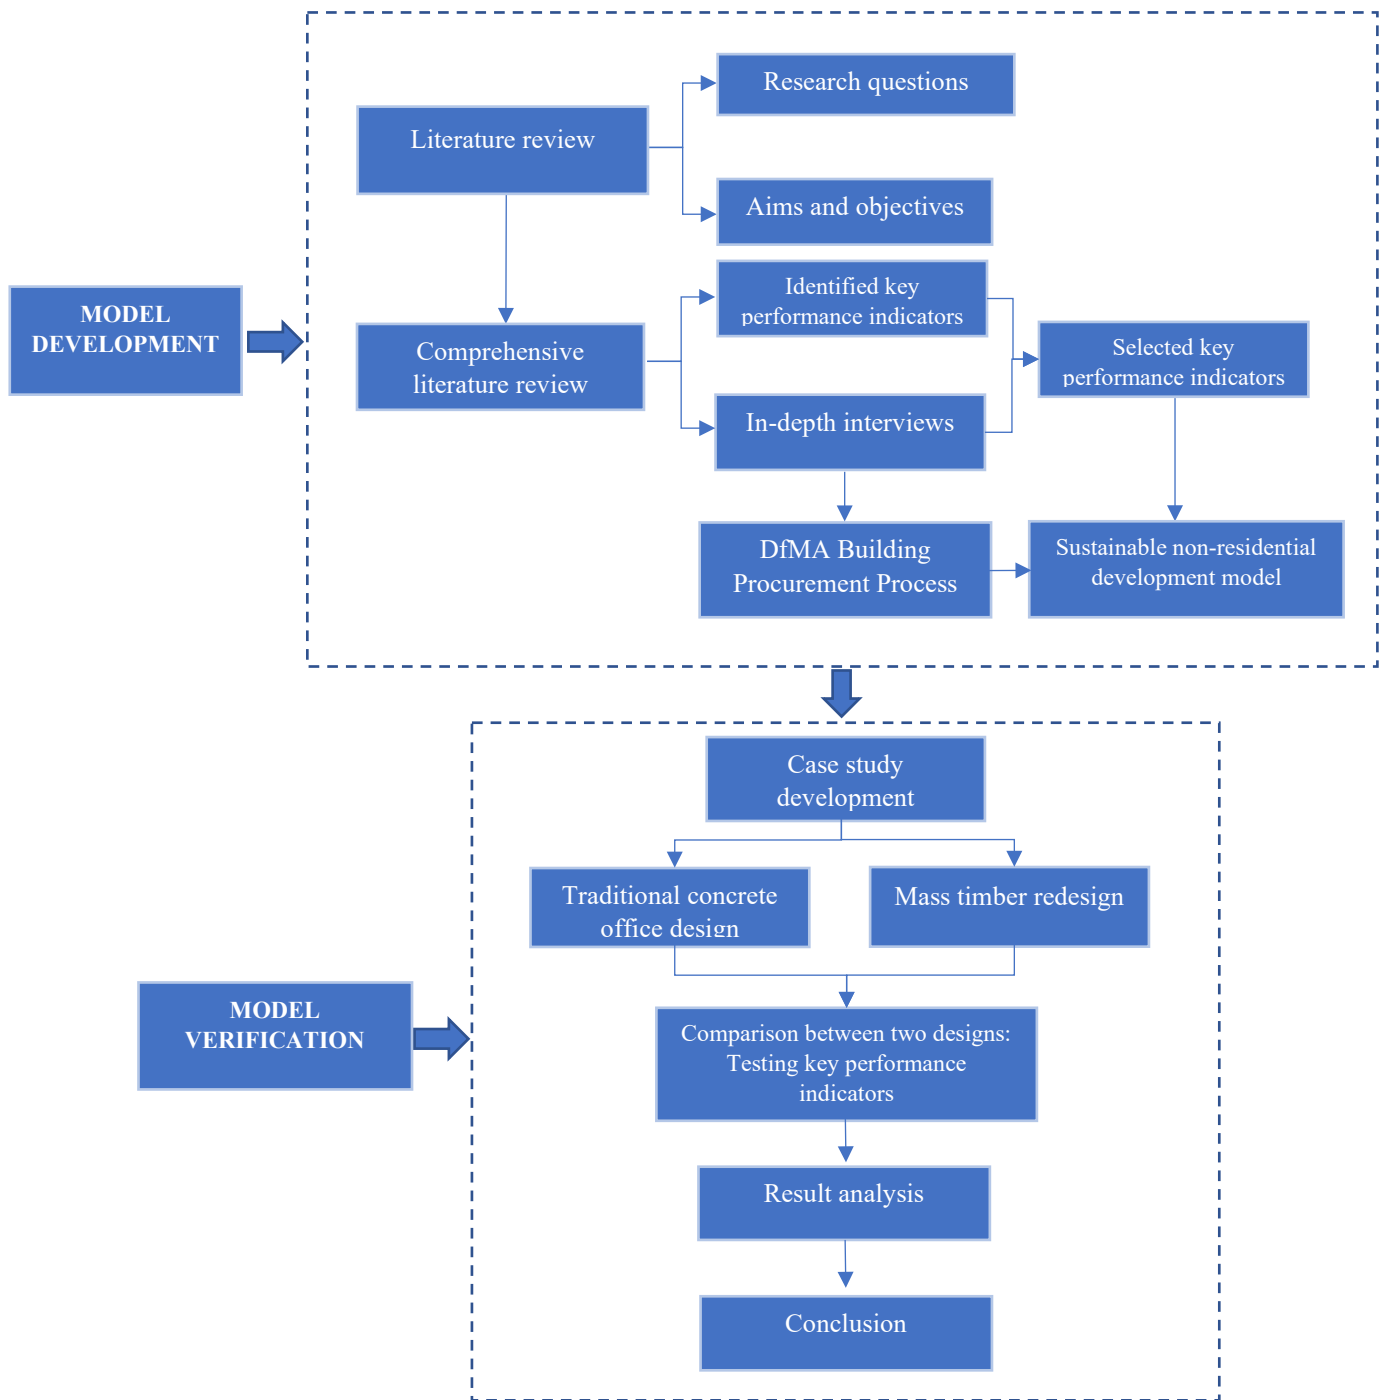 Research questions
Literature review
Aims and objectives
MODEL
DEVELOPMENT
Identified key
performance indicators
Comprehensive
literature review
Selected key
performance indicators
In-depth interviews
DfMA Building
Procurement Process
Sustainable non-residential
development model
Case study
development
Traditional concrete
office design
Mass timber redesign
MODEL
VERIFICATION
Comparison between two designs:
Testing key performance
indicators
Result analysis
Conclusion